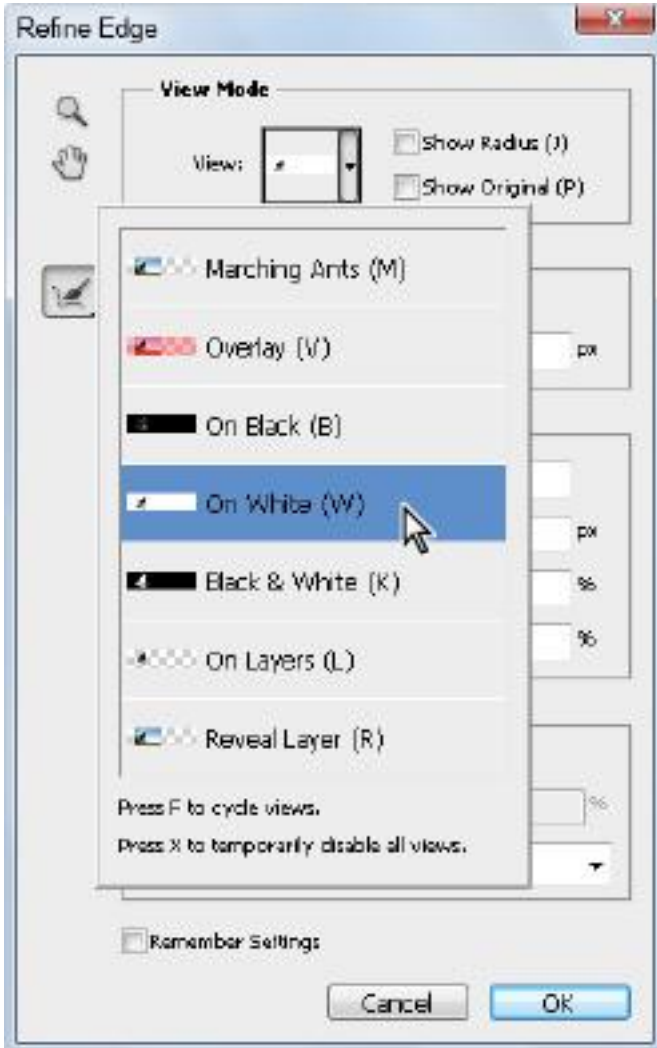 Refine Edge
View Mode
View:
Show Radius (J)
Show Original (P)
Marching Ants (M)
Overlay (V)
px
On Black (B)
On White (W)
px
Black & White (K)
%
%
On Layers (L)
Reveal Layer (R)
Press F to cycle views.
%
Press X to temporarily disable all views.
Remember Settings
Cancel
OK